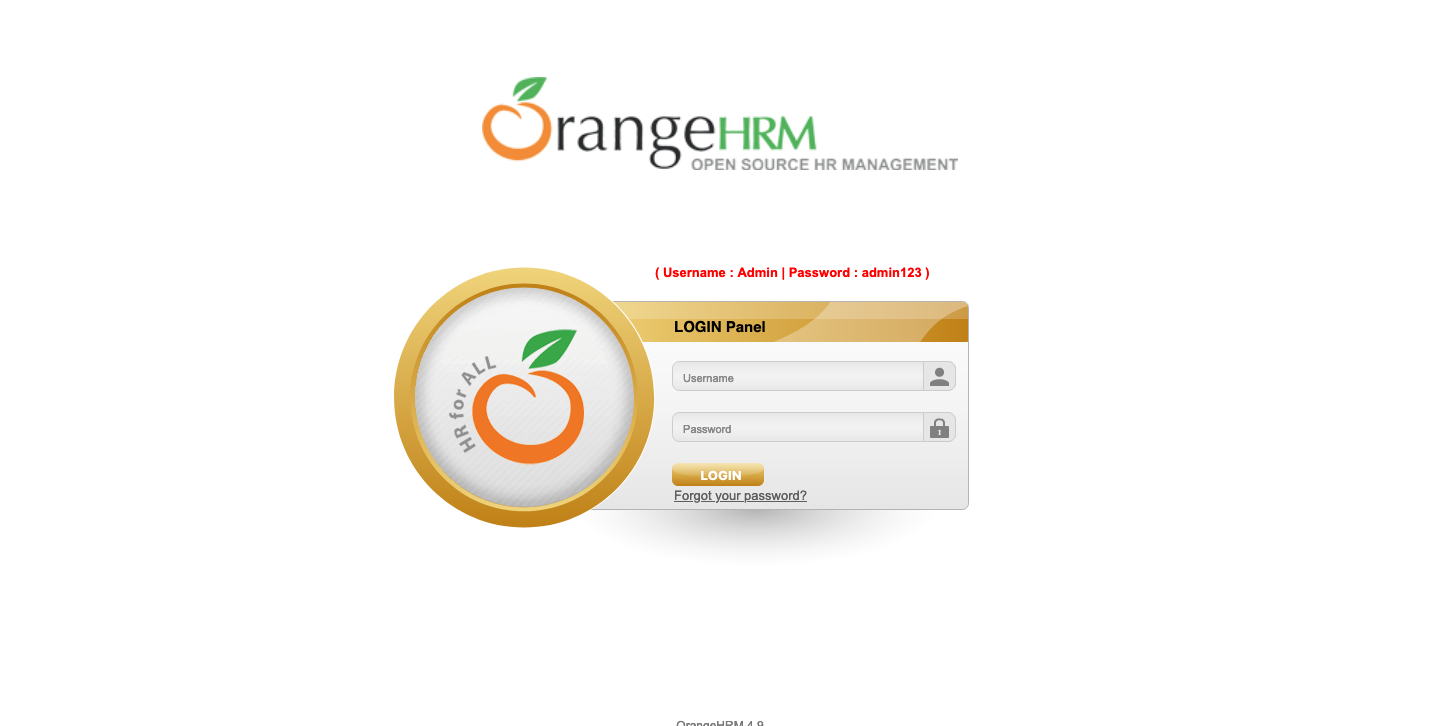 OrangeHRM
OPEN SOURCE HR MANAGEMENT
( Username : Admin | Password : admin123 )
LOGIN Panel
HR for ALL
Username
Password
LOGIN
Forgot your password?
OrangeHRM 4.9